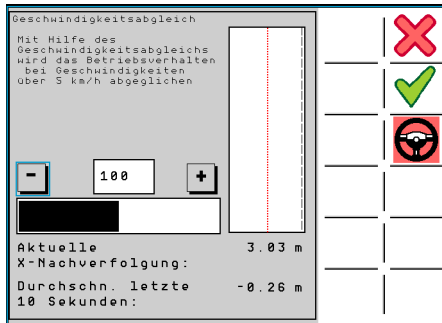 Geschwindigkeitsabgleich
Mit Hilfe des
Geschwindigkeitsabgleichs
wird das Betriebsverhalten
bei Geschwindigkeiten
über 5 km/h abgeglichen
- 100 +
Aktuelle 3.03 m
X-Nachverfolgung:
Durchschn. letzte -0.26 m
10 Sekunden: